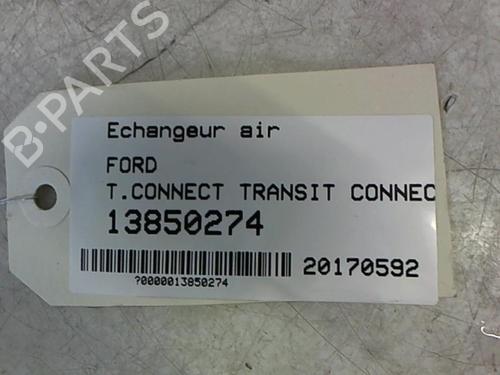 B-PARTS
Echangeur air
FORD
T.CONNECT TRANSIT CONNEC
13850274
20170592
?0000013850274